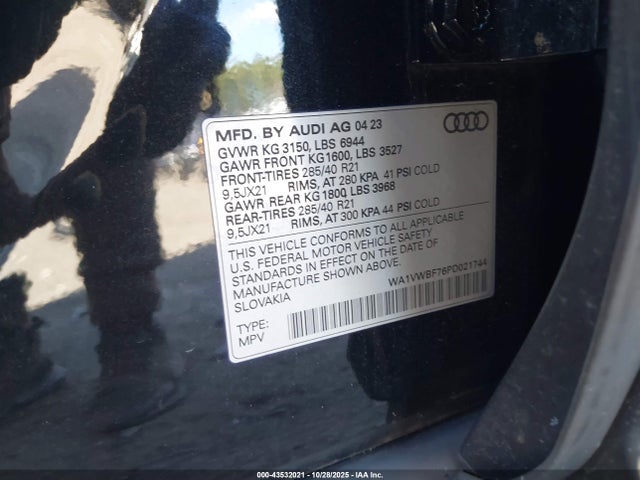 MFD. BY AUDI AG 04 23
GVWR KG 3150, LBS 6944
GAWR FRONT KG1600, LBS 3527
FRONT-TIRES 285/40 R21
9,5JX21 RIMS, AT 280 KPA 41 PSI COLD
GAWR REAR KG1800, LBS 3968
REAR-TIRES 285/40 R21
9,5JX21 RIMS, AT 300 KPA 44 PSI COLD
THIS VEHICLE CONFORMS TO ALL APPLICABLE
U.S. FEDERAL MOTOR VEHICLE SAFETY
STANDARDS IN EFFECT ON THE DATE OF
MANUFACTURE SHOWN ABOVE.
SLOVAKIA
WA1VWBF76PD021744
TYPE:
MPV
000-43532021 - 10/28/2025 - IAA Inc.